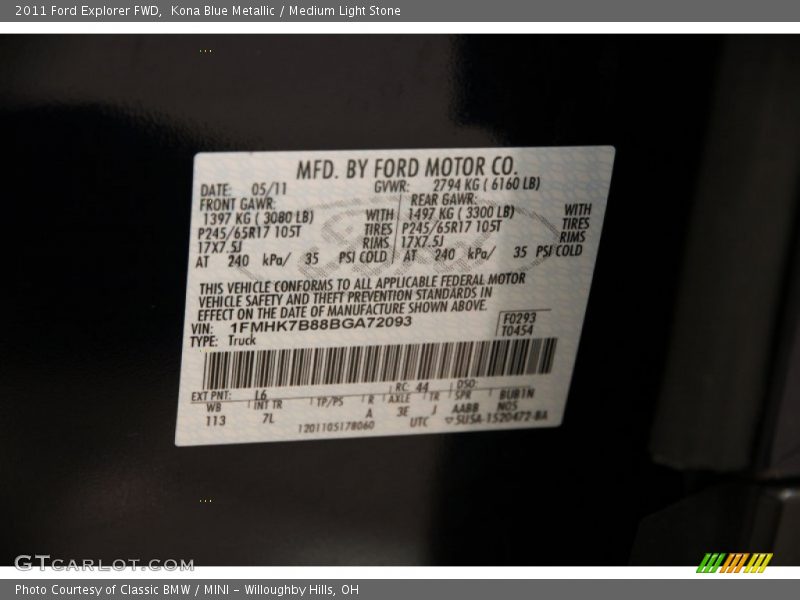 2011 Ford Explorer FWD,  Kona Blue Metallic / Medium Light Stone
MFD. BY FORD MOTOR CO.
DATE: 05/11 GVWR: 2794 KG ( 6160 LB)
FRONT GAWR: REAR GAWR:
1397 KG ( 3080 LB) WITH 1497 KG ( 3300 LB) WITH
P245/65R17 105T TIRES P245/65R17 105T TIRES
17X7.5J RIMS 17X7.5J RIMS
AT 240 kPa/ 35 PSI COLD AT 240 kPa/ 35 PSI COLD
THIS VEHICLE CONFORMS TO ALL APPLICABLE FEDERAL MOTOR
VEHICLE SAFETY AND THEFT PREVENTION STANDARDS IN
EFFECT ON THE DATE OF MANUFACTURE SHOWN ABOVE.
VIN: 1FMHK7B88BGA72093 F0293
TYPE: Truck T0454
EXT PNT: L6 RC: 44 DSO:
WB INT TR TP/PS R AXLE TR SPR BUB1N
113 7L A 3E J AABB N05
1201105178060 UTC 5U5A-1520472-BA
GTCARLOT.COM
Photo Courtesy of Classic BMW / MINI - Willoughby Hills, OH